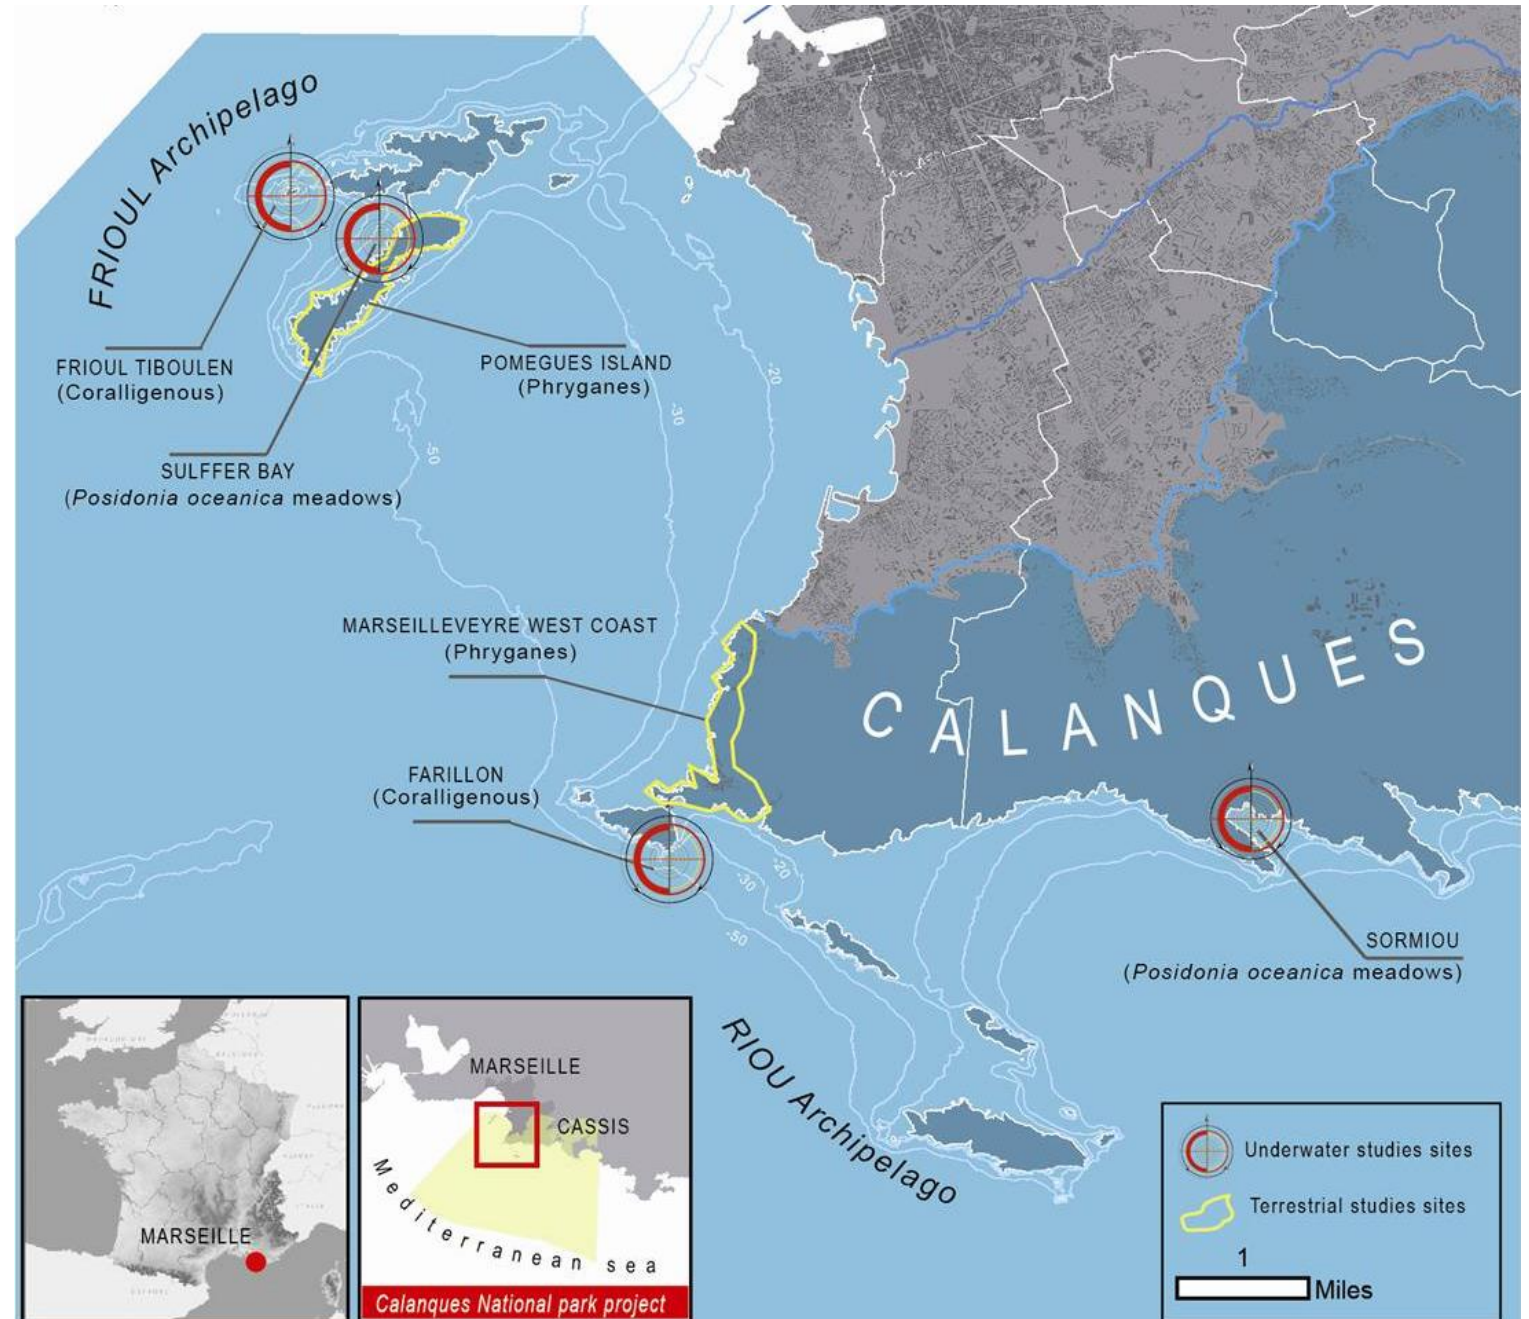 FRIOUL Archipelago
FRIOUL TIBOULEN
(Coralligenous)
POMEGUES ISLAND
(Phryganes)
SULFFER BAY
(Posidonia oceanica meadows)
-20
-30
-50
MARSEILLEVEYRE WEST COAST
(Phryganes)
CALANQUES
FARILLON
(Coralligenous)
-20
-30
-50
SORMIOU
(Posidonia oceanica meadows)
RIOU Archipelago
MARSEILLE
MARSEILLE
CASSIS
Mediterranean sea
Calanques National park project
Underwater studies sites
Terrestrial studies sites
1
Miles